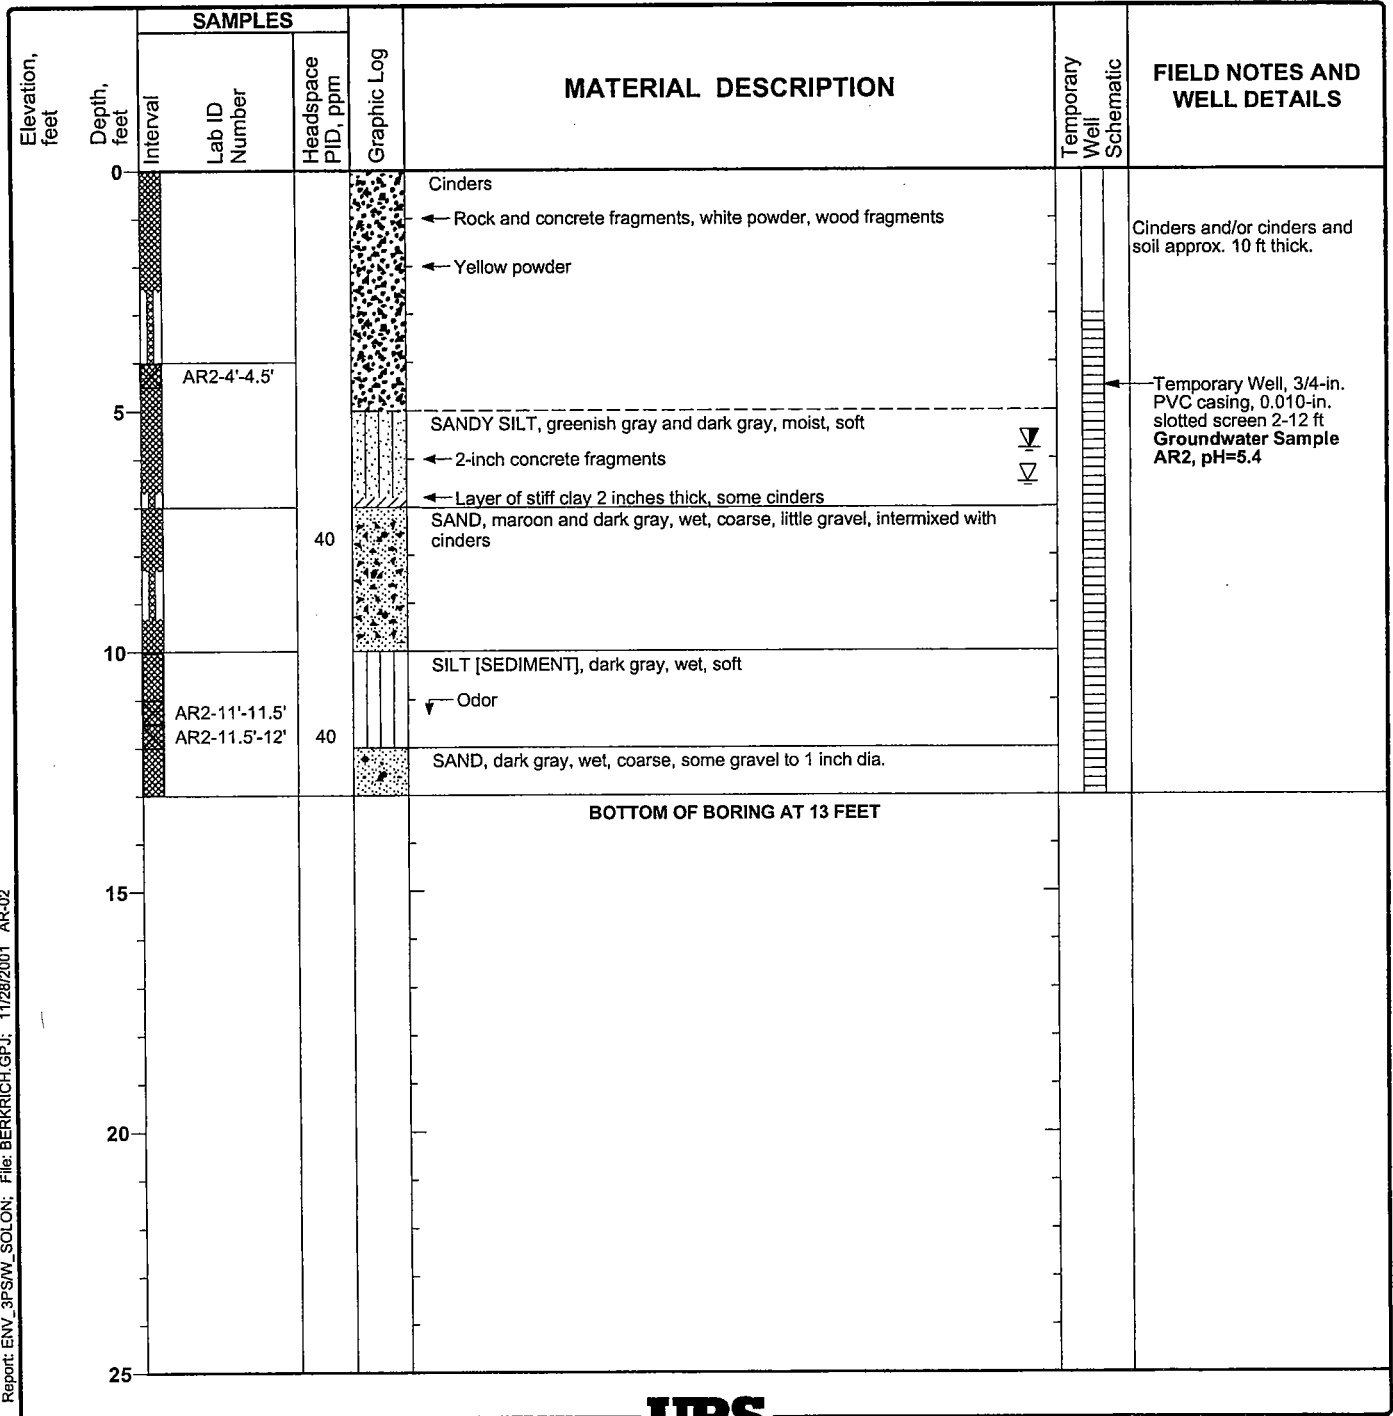 SAMPLES
Elevation,
feet
Depth,
feet
Interval
Lab ID
Number
Headspace
PID, ppm
Graphic Log
MATERIAL DESCRIPTION
Temporary
Well
Schematic
FIELD NOTES AND
WELL DETAILS
0
Cinders
Rock and concrete fragments, white powder, wood fragments
Cinders and/or cinders and
soil approx. 10 ft thick.
Yellow powder
AR2-4'-4.5'
Temporary Well, 3/4-in.
PVC casing, 0.010-in.
slotted screen 2-12 ft
Groundwater Sample
AR2, pH=5.4
5
SANDY SILT, greenish gray and dark gray, moist, soft
2-inch concrete fragments
Layer of stiff clay 2 inches thick, some cinders
SAND, maroon and dark gray, wet, coarse, little gravel, intermixed with
cinders
40
10
SILT [SEDIMENT], dark gray, wet, soft
Odor
AR2-11'-11.5'
AR2-11.5'-12'
40
SAND, dark gray, wet, coarse, some gravel to 1 inch dia.
BOTTOM OF BORING AT 13 FEET
15
20
25
Report: ENV_3PS/W_SOLON; File: BERKRICH.GPJ; 11/28/2001 AR-02
URS